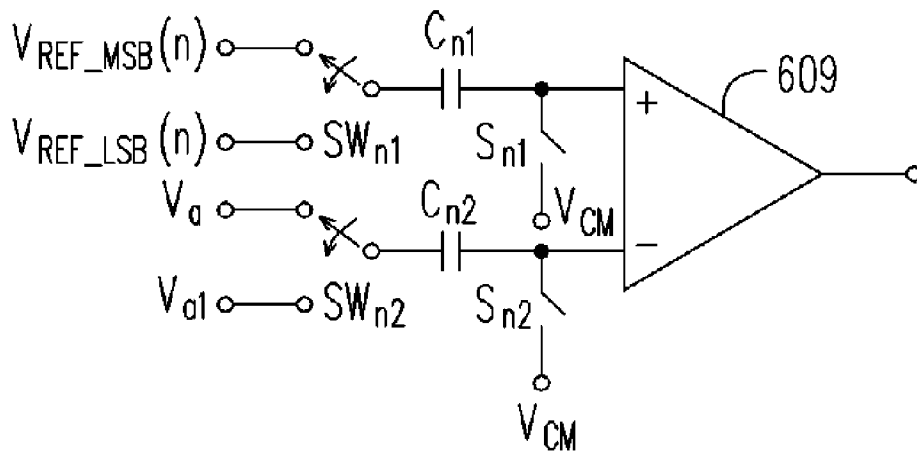 V_REF_MSB(n)
C_n1
609
+
V_REF_LSB(n)
SW_n1
S_n1
V_a
C_n2
V_CM
−
V_a1
SW_n2
S_n2
V_CM